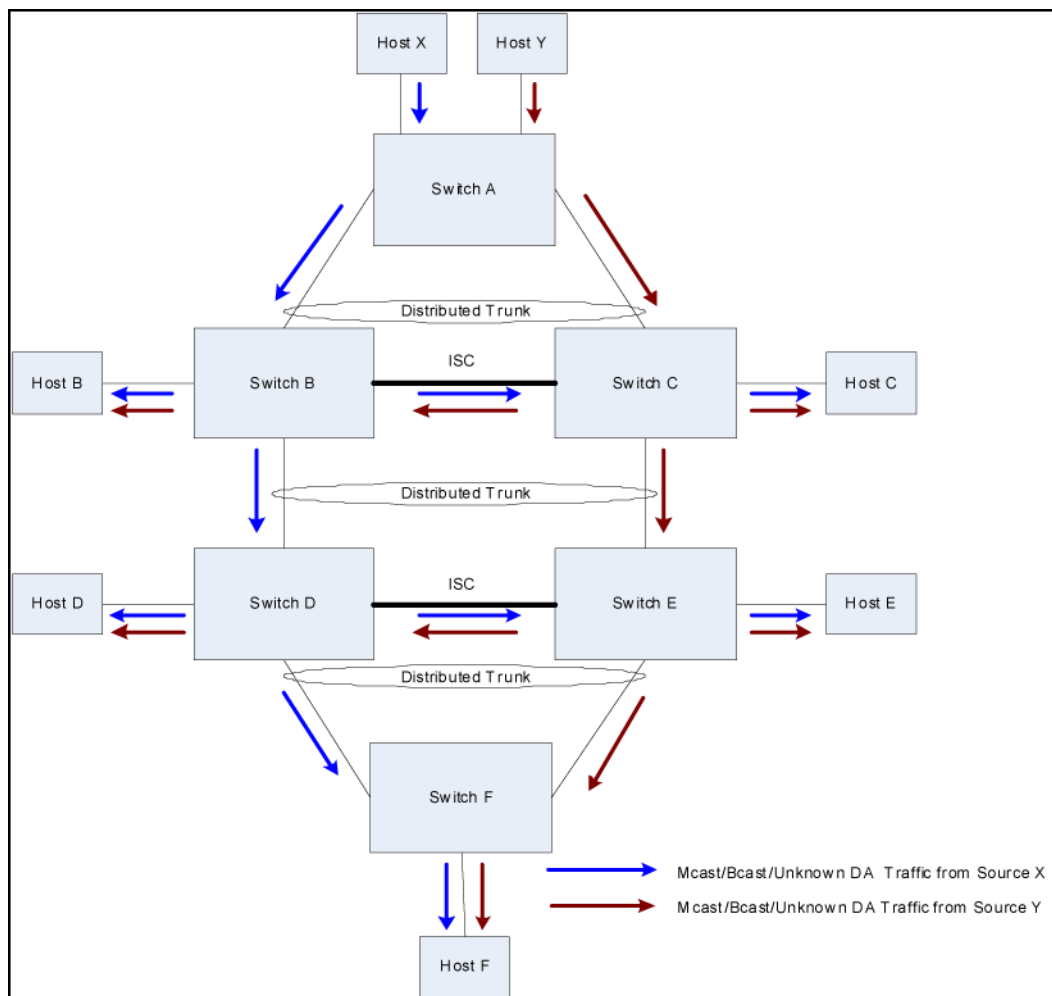 Host X
Host Y
Switch A
Distributed Trunk
Host B
Switch B
ISC
Switch C
Host C
Distributed Trunk
Host D
Switch D
ISC
Switch E
Host E
Distributed Trunk
Switch F
Mcast/Bcast/Unknown DA Traffic from Source X
Mcast/Bcast/Unknown DA Traffic from Source Y
Host F